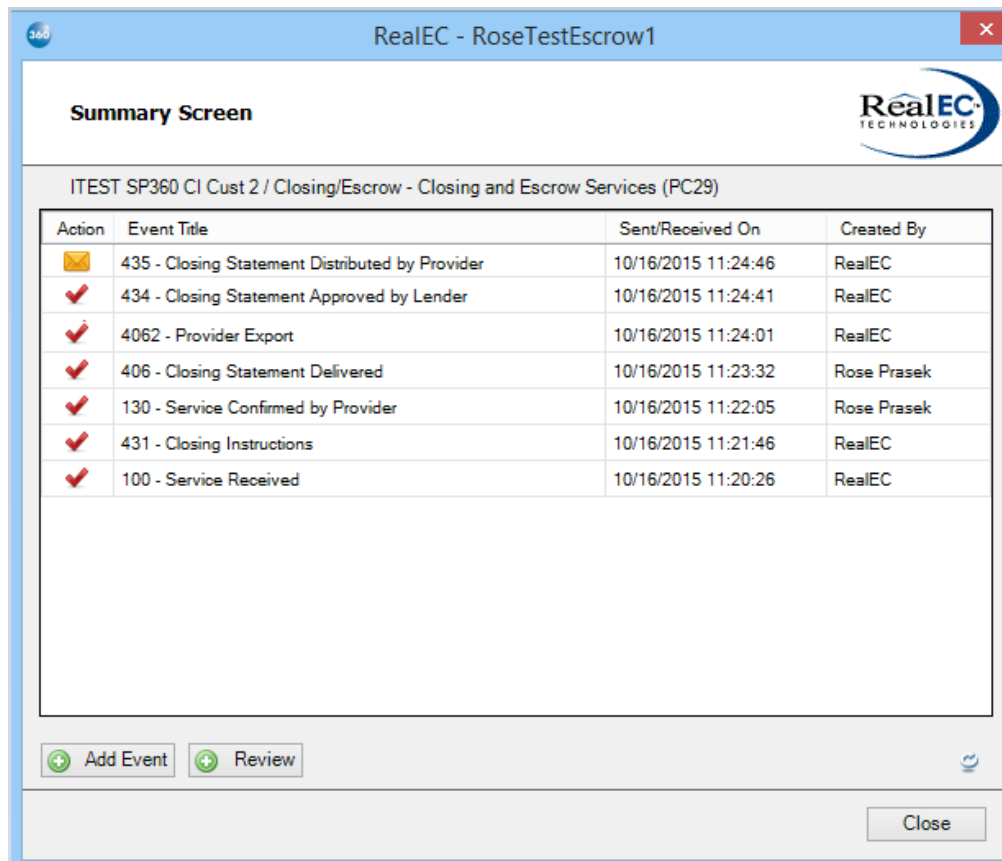 360
RealEC - RoseTestEscrow1
Summary Screen
RealEC
TECHNOLOGIES
ITEST SP360 CI Cust 2 / Closing/Escrow - Closing and Escrow Services (PC29)
Action Event Title Sent/Received On Created By
435 - Closing Statement Distributed by Provider 10/16/2015 11:24:46 RealEC
434 - Closing Statement Approved by Lender 10/16/2015 11:24:41 RealEC
4062 - Provider Export 10/16/2015 11:24:01 RealEC
406 - Closing Statement Delivered 10/16/2015 11:23:32 Rose Prasek
130 - Service Confirmed by Provider 10/16/2015 11:22:05 Rose Prasek
431 - Closing Instructions 10/16/2015 11:21:46 RealEC
100 - Service Received 10/16/2015 11:20:26 RealEC
Add Event Review
Close